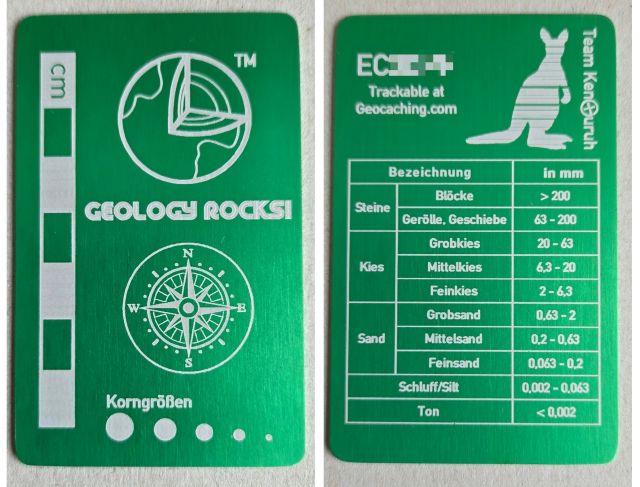 cm
TM
GEOLOGY ROCKS!
N
W E
S
Korngrößen
EC
Trackable at
Geocaching.com
Team Kenguruh
Bezeichnung in mm
Steine
Blöcke > 200
Gerölle, Geschiebe 63 - 200
Kies
Grobkies 20 - 63
Mittelkies 6,3 - 20
Feinkies 2 - 6,3
Sand
Grobsand 0,63 - 2
Mittelsand 0,2 - 0,63
Feinsand 0,063 - 0,2
Schluff/Silt 0,002 - 0,063
Ton < 0,002